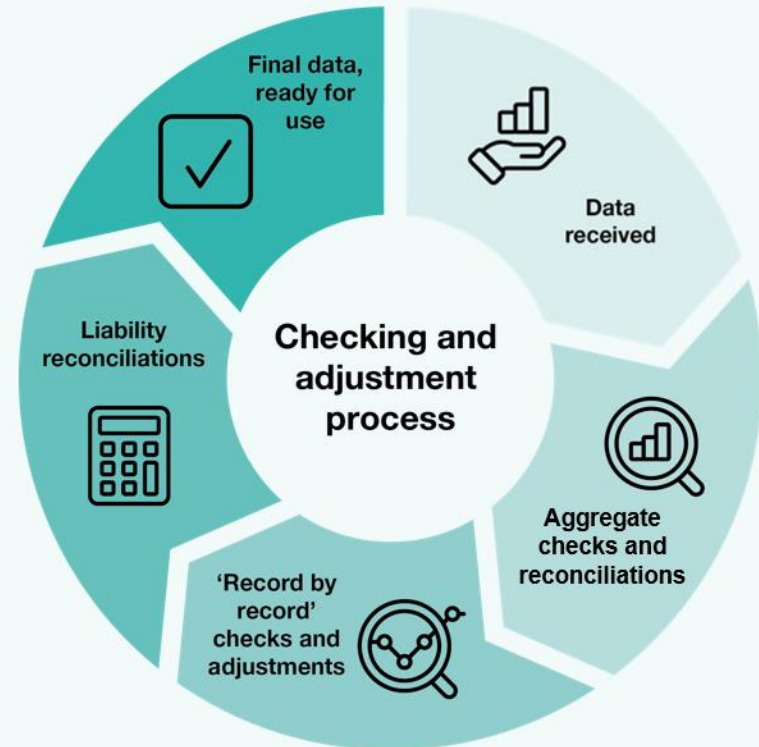 Checking and
adjustment
process
Data
received
Aggregate
checks and
reconciliations
‘Record by
record’
checks and
adjustments
Liability
reconciliations
Final data,
ready for
use